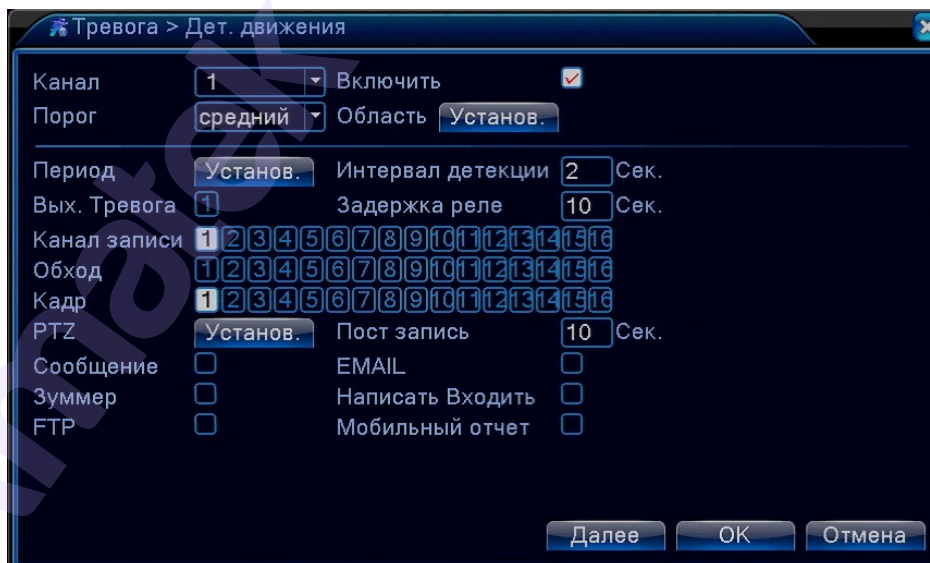 Тревога > Дет. движения
Канал 1 Включить
Порог средний Область Установ.
Период Установ. Интервал детекции 2 Сек.
Вых. Тревога 1 Задержка реле 10 Сек.
Канал записи 1 2 3 4 5 6 7 8 9 10 11 12 13 14 15 16
Обход 1 2 3 4 5 6 7 8 9 10 11 12 13 14 15 16
Кадр 1 2 3 4 5 6 7 8 9 10 11 12 13 14 15 16
PTZ Установ. Пост запись 10 Сек.
Сообщение EMAIL
Зуммер Написать Входить
FTP Мобильный отчет
Далее OK Отмена